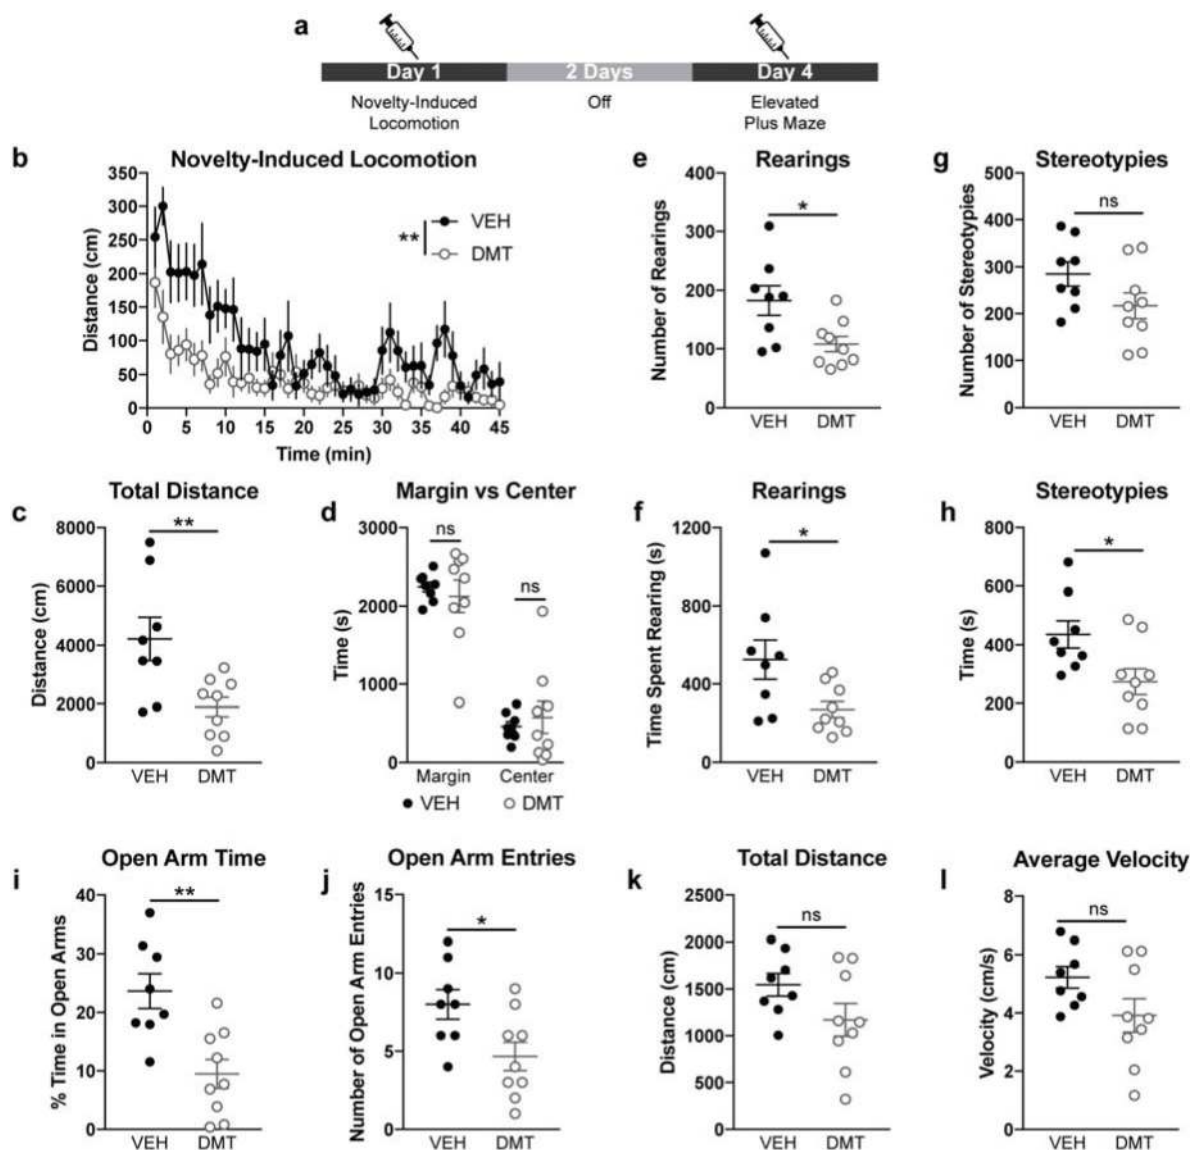 a
Day 1
2 Days
Day 4
Novelty-Induced
Locomotion
Off
Elevated
Plus Maze
b
Novelty-Induced Locomotion
Distance (cm)
350
300
250
200
150
100
50
0
**
VEH
DMT
0 5 10 15 20 25 30 35 40 45
Time (min)
e
Rearings
Number of Rearings
400
300
200
100
0
*
VEH DMT
g
Stereotypies
Number of Stereotypies
500
400
300
200
100
0
ns
VEH DMT
c
Total Distance
Distance (cm)
8000
6000
4000
2000
0
**
VEH DMT
d
Margin vs Center
Time (s)
3000
2000
1000
0
ns
ns
Margin Center
VEH DMT
f
Rearings
Time Spent Rearing (s)
1200
800
400
0
*
VEH DMT
h
Stereotypies
Time (s)
800
600
400
200
0
*
VEH DMT
i
Open Arm Time
% Time in Open Arms
40
30
20
10
0
**
VEH DMT
j
Open Arm Entries
Number of Open Arm Entries
15
10
5
0
*
VEH DMT
k
Total Distance
Distance (cm)
2500
2000
1500
1000
500
0
ns
VEH DMT
l
Average Velocity
Velocity (cm/s)
8
6
4
2
0
ns
VEH DMT